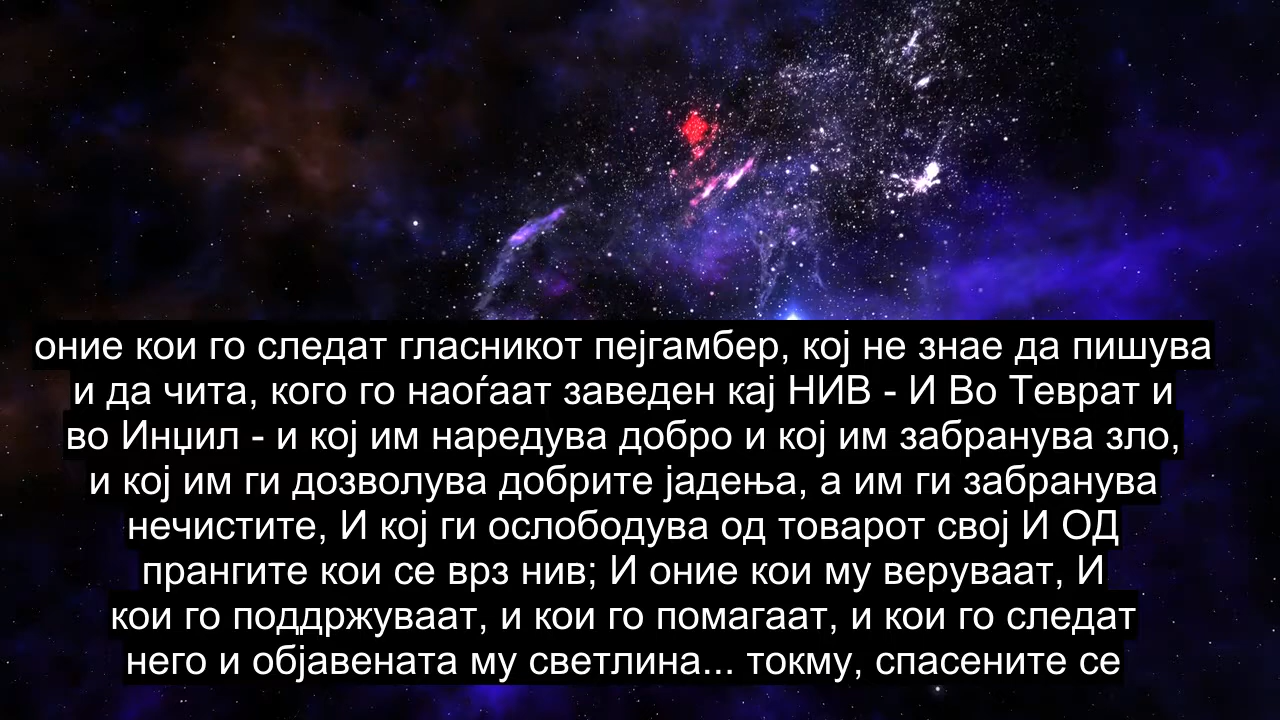 оние кои го следат гласникот пејгамбер, кој не знае да пишува
и да чита, кого го наоѓаат заведен кај НИВ - И Во Теврат и
во Инџил - и кој им наредува добро и кој им забранува зло,
и кој им ги дозволува добрите јадења, а им ги забранува
нечистите, И кој ги ослободува од товарот свој И ОД
прангите кои се врз нив; И оние кои му веруваат, И
кои го поддржуваат, и кои го помагаат, и кои го следат
него и објавената му светлина... токму, спасените се